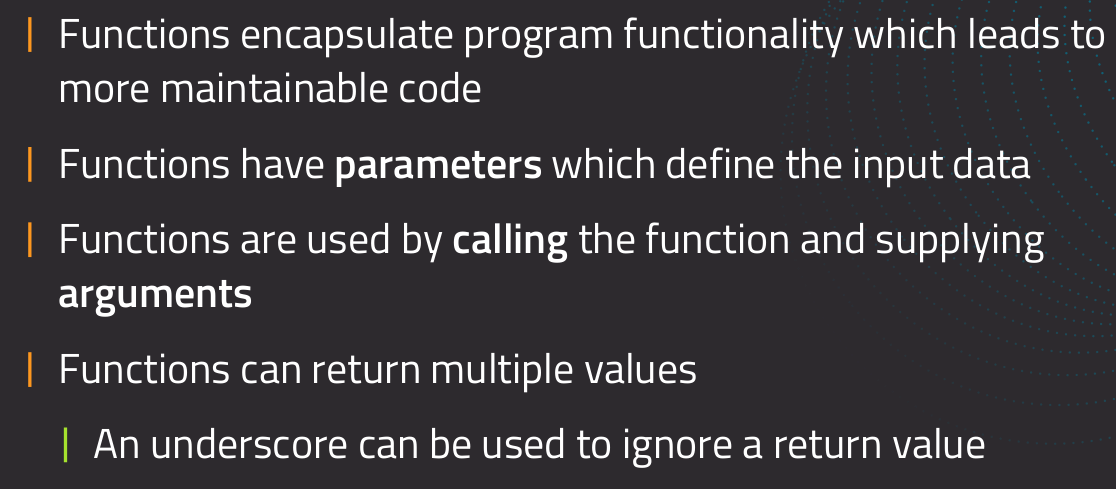 Functions encapsulate program functionality which leads to
more maintainable code
Functions have parameters which define the input data
Functions are used by calling the function and supplying
arguments
Functions can return multiple values
An underscore can be used to ignore a return value